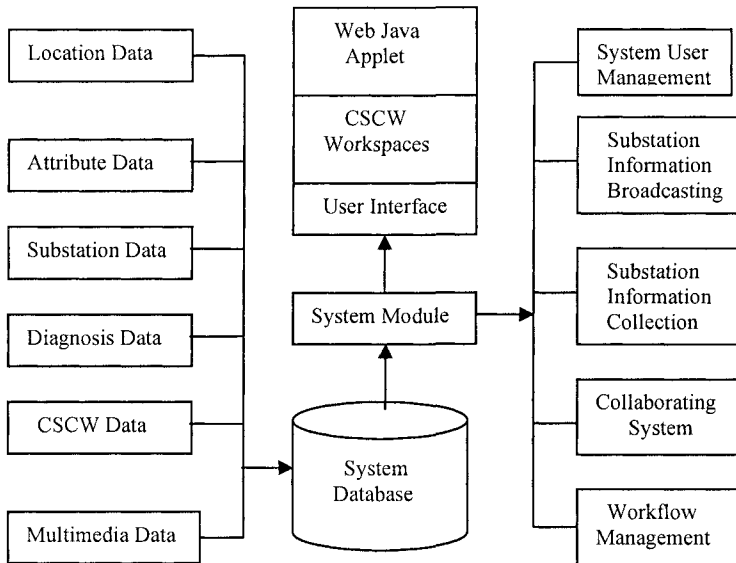 Location Data
Attribute Data
Substation Data
Diagnosis Data
CSCW Data
Multimedia Data
Web Java
Applet
CSCW
Workspaces
User Interface
System Module
System
Database
System User
Management
Substation
Information
Broadcasting
Substation
Information
Collection
Collaborating
System
Workflow
Management